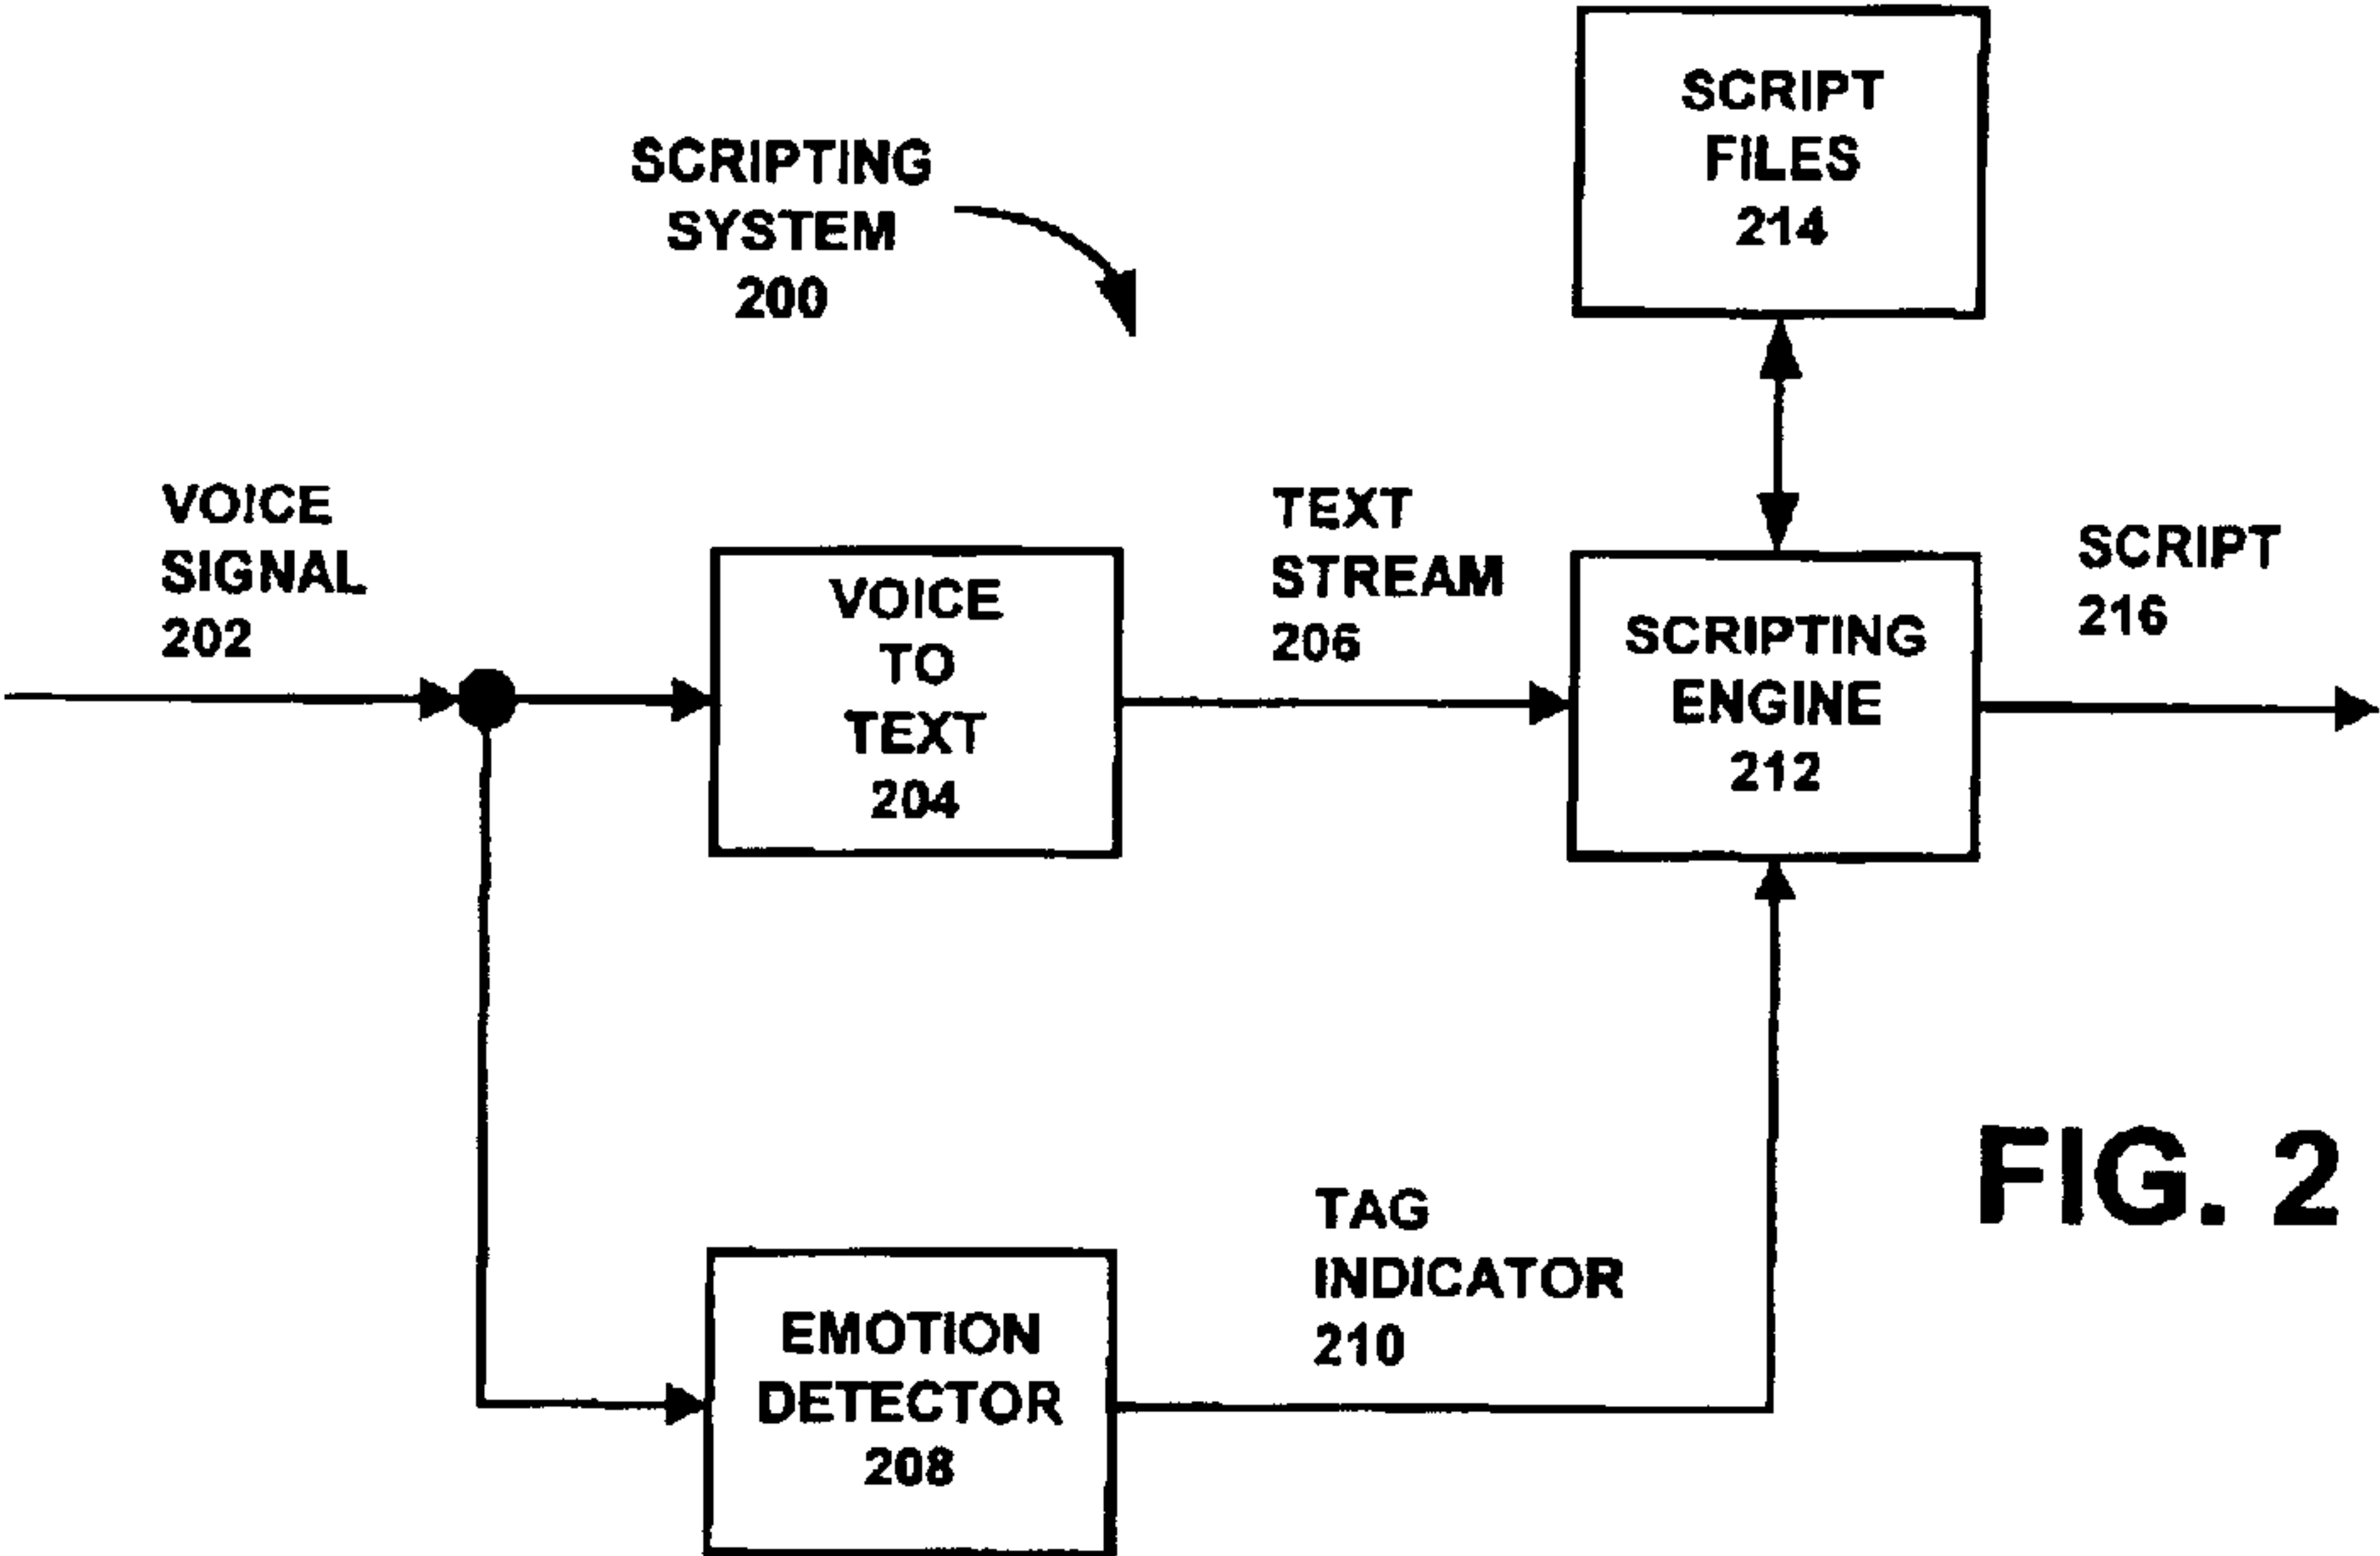 SCRIPT
FILES
214
SCRIPTING
SYSTEM
200
VOICE
SIGNAL
202
VOICE
TO
TEXT
204
TEXT
STREAM
206
SCRIPTING
ENGINE
212
SCRIPT
216
FIG. 2
TAG
INDICATOR
210
EMOTION
DETECTOR
208